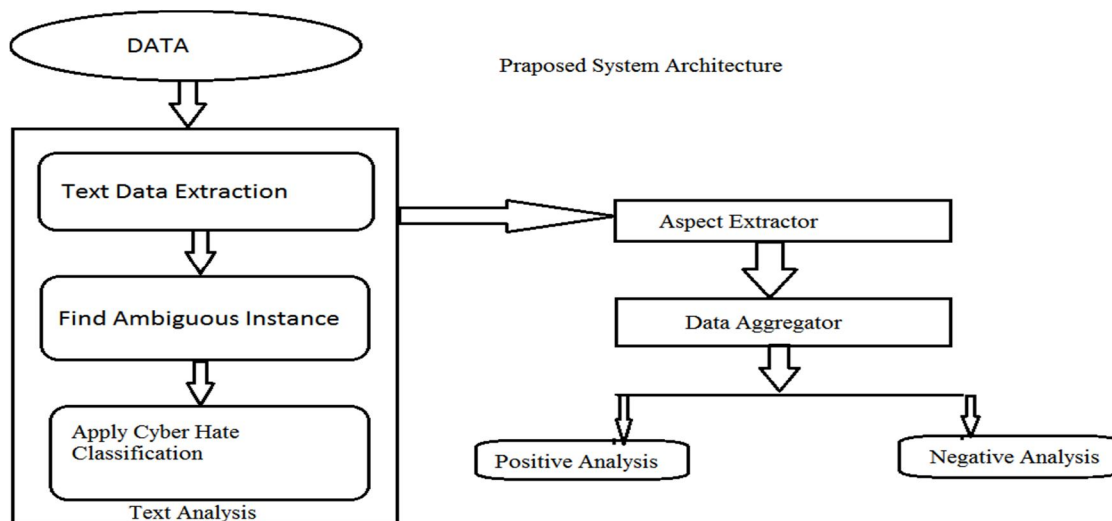 DATA
Praposed System Architecture
Text Data Extraction
Find Ambiguous Instance
Apply Cyber Hate
Classification
Text Analysis
Aspect Extractor
Data Aggregator
Positive Analysis
Negative Analysis